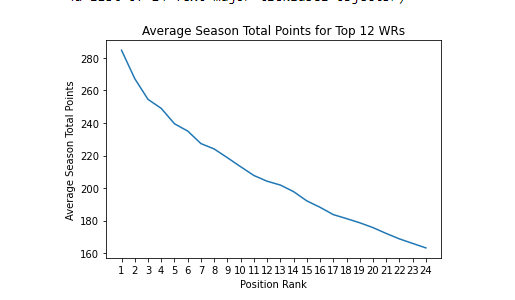 Average Season Total Points for Top 12 WRs
280
260
240
220
200
180
160
Average Season Total Points
1 2 3 4 5 6 7 8 9 10 11 12 13 14 15 16 17 18 19 20 21 22 23 24
Position Rank